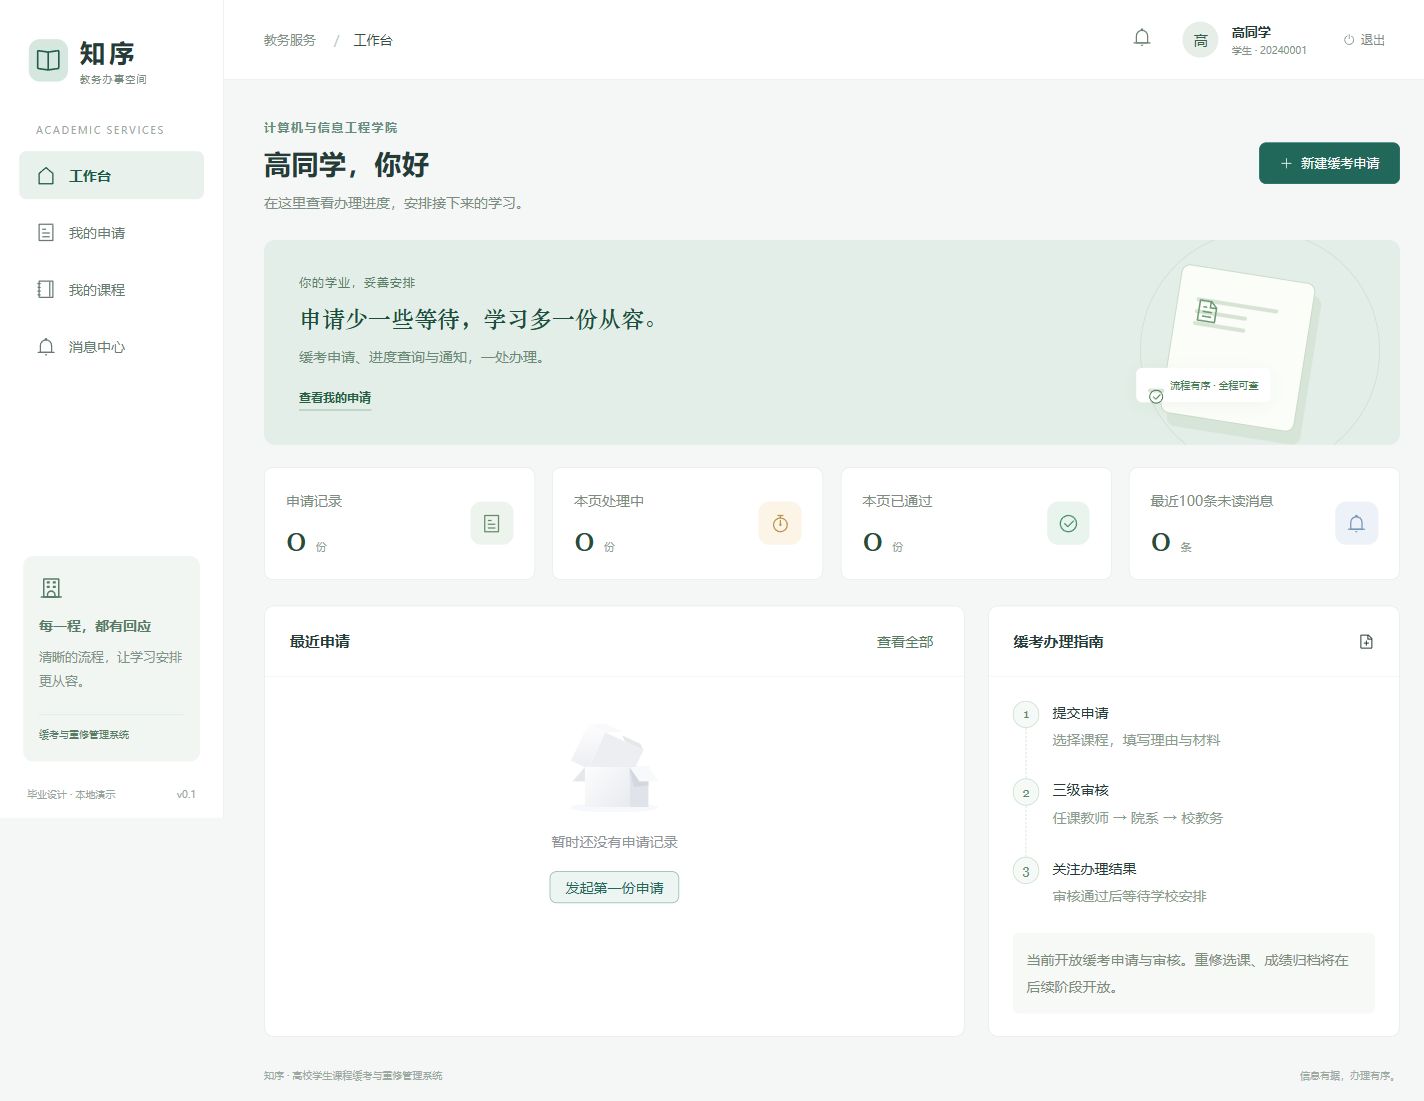 知序
教务办事空间
ACADEMIC SERVICES
工作台
我的申请
我的课程
消息中心
每一程，都有回应
清晰的流程，让学习安排
更从容。
缓考与重修管理系统
毕业设计 · 本地演示
v0.1
教务服务 / 工作台
高
高同学
学生 · 20240001
退出
计算机与信息工程学院
高同学，你好
在这里查看办理进度，安排接下来的学习。
+ 新建缓考申请
你的学业，妥善安排
申请少一些等待，学习多一份从容。
缓考申请、进度查询与通知，一处办理。
查看我的申请
流程有序 · 全程可查
申请记录
0 份
本页处理中
0 份
本页已通过
0 份
最近100条未读消息
0 条
最近申请
查看全部
暂时还没有申请记录
发起第一份申请
缓考办理指南
1
提交申请
选择课程，填写理由与材料
2
三级审核
任课教师 → 院系 → 校教务
3
关注办理结果
审核通过后等待学校安排
当前开放缓考申请与审核。重修选课、成绩归档将在
后续阶段开放。
知序 · 高校学生课程缓考与重修管理系统
信息有据，办理有序。